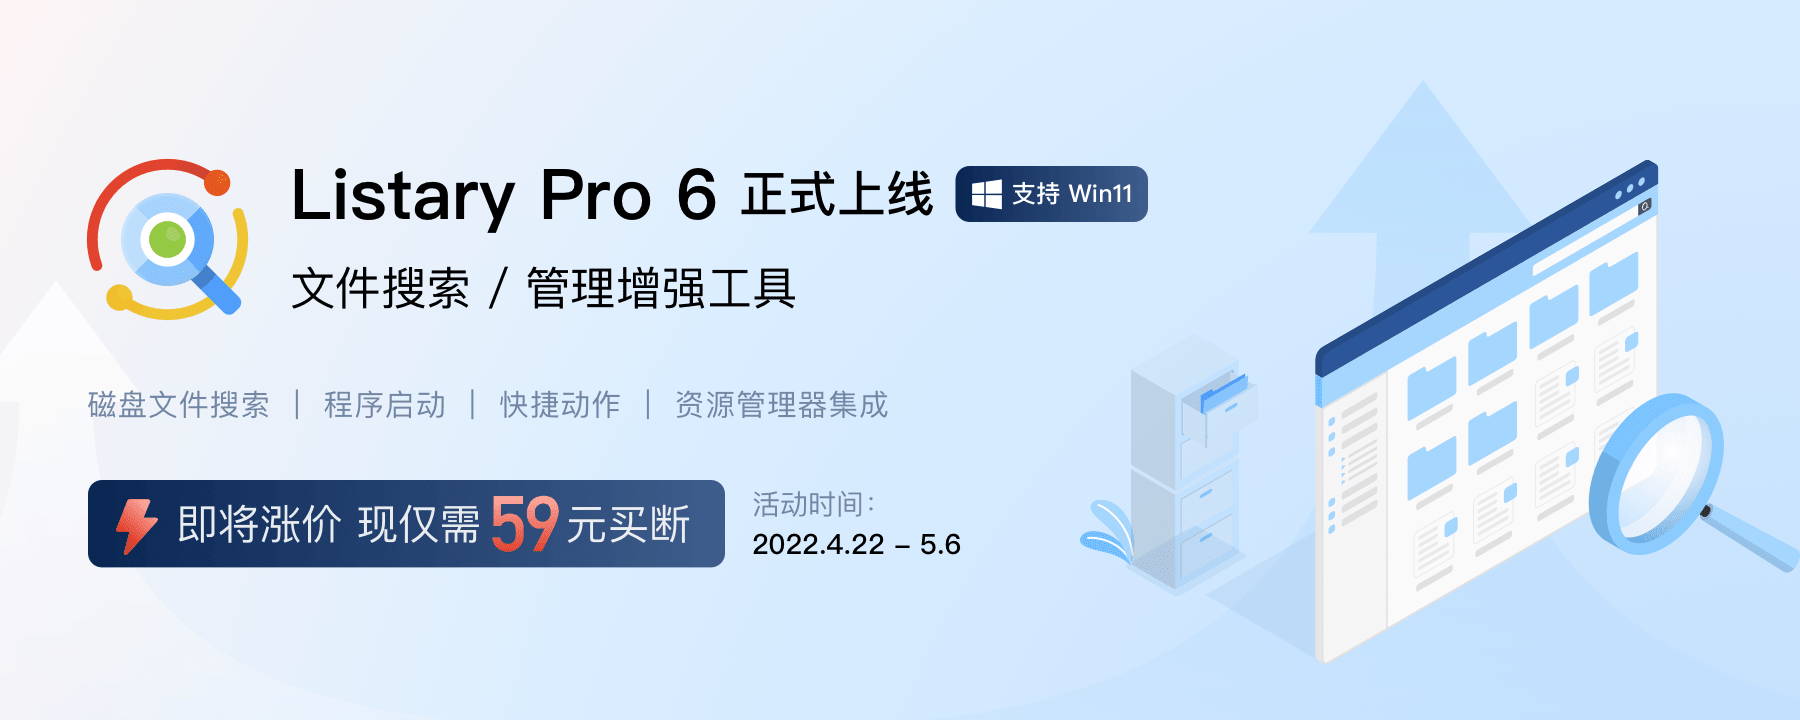 Listary Pro 6 正式上线 支持 Win11
文件搜索 / 管理增强工具
磁盘文件搜索 | 程序启动 | 快捷动作 | 资源管理器集成
即将涨价 现仅需59元买断
活动时间：
2022.4.22 – 5.6